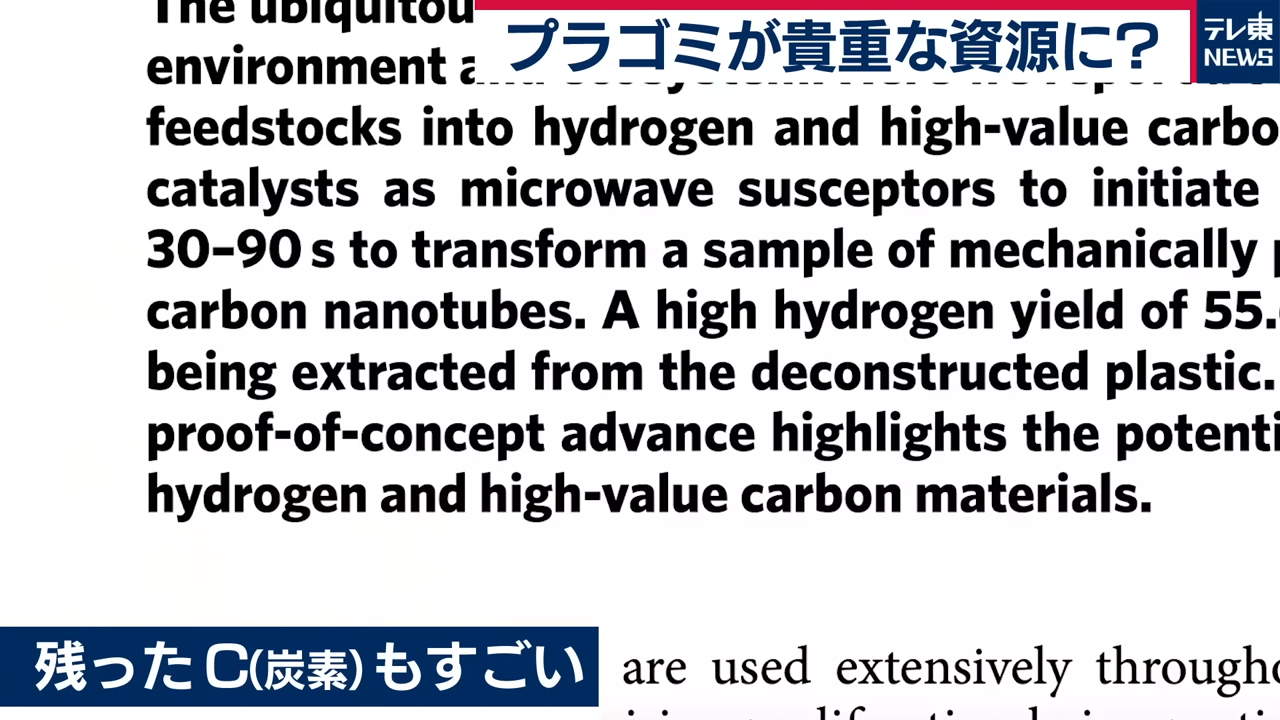 The ubiquitou
プラゴミが貴重な資源に?
テレ東
NEWS
environment a
feedstocks into hydrogen and high-value carbo
catalysts as microwave susceptors to initiate
30–90 s to transform a sample of mechanically p
carbon nanotubes. A high hydrogen yield of 55.
being extracted from the deconstructed plastic.
proof-of-concept advance highlights the potenti
hydrogen and high-value carbon materials.
残ったC(炭素)もすごい
are used extensively througho